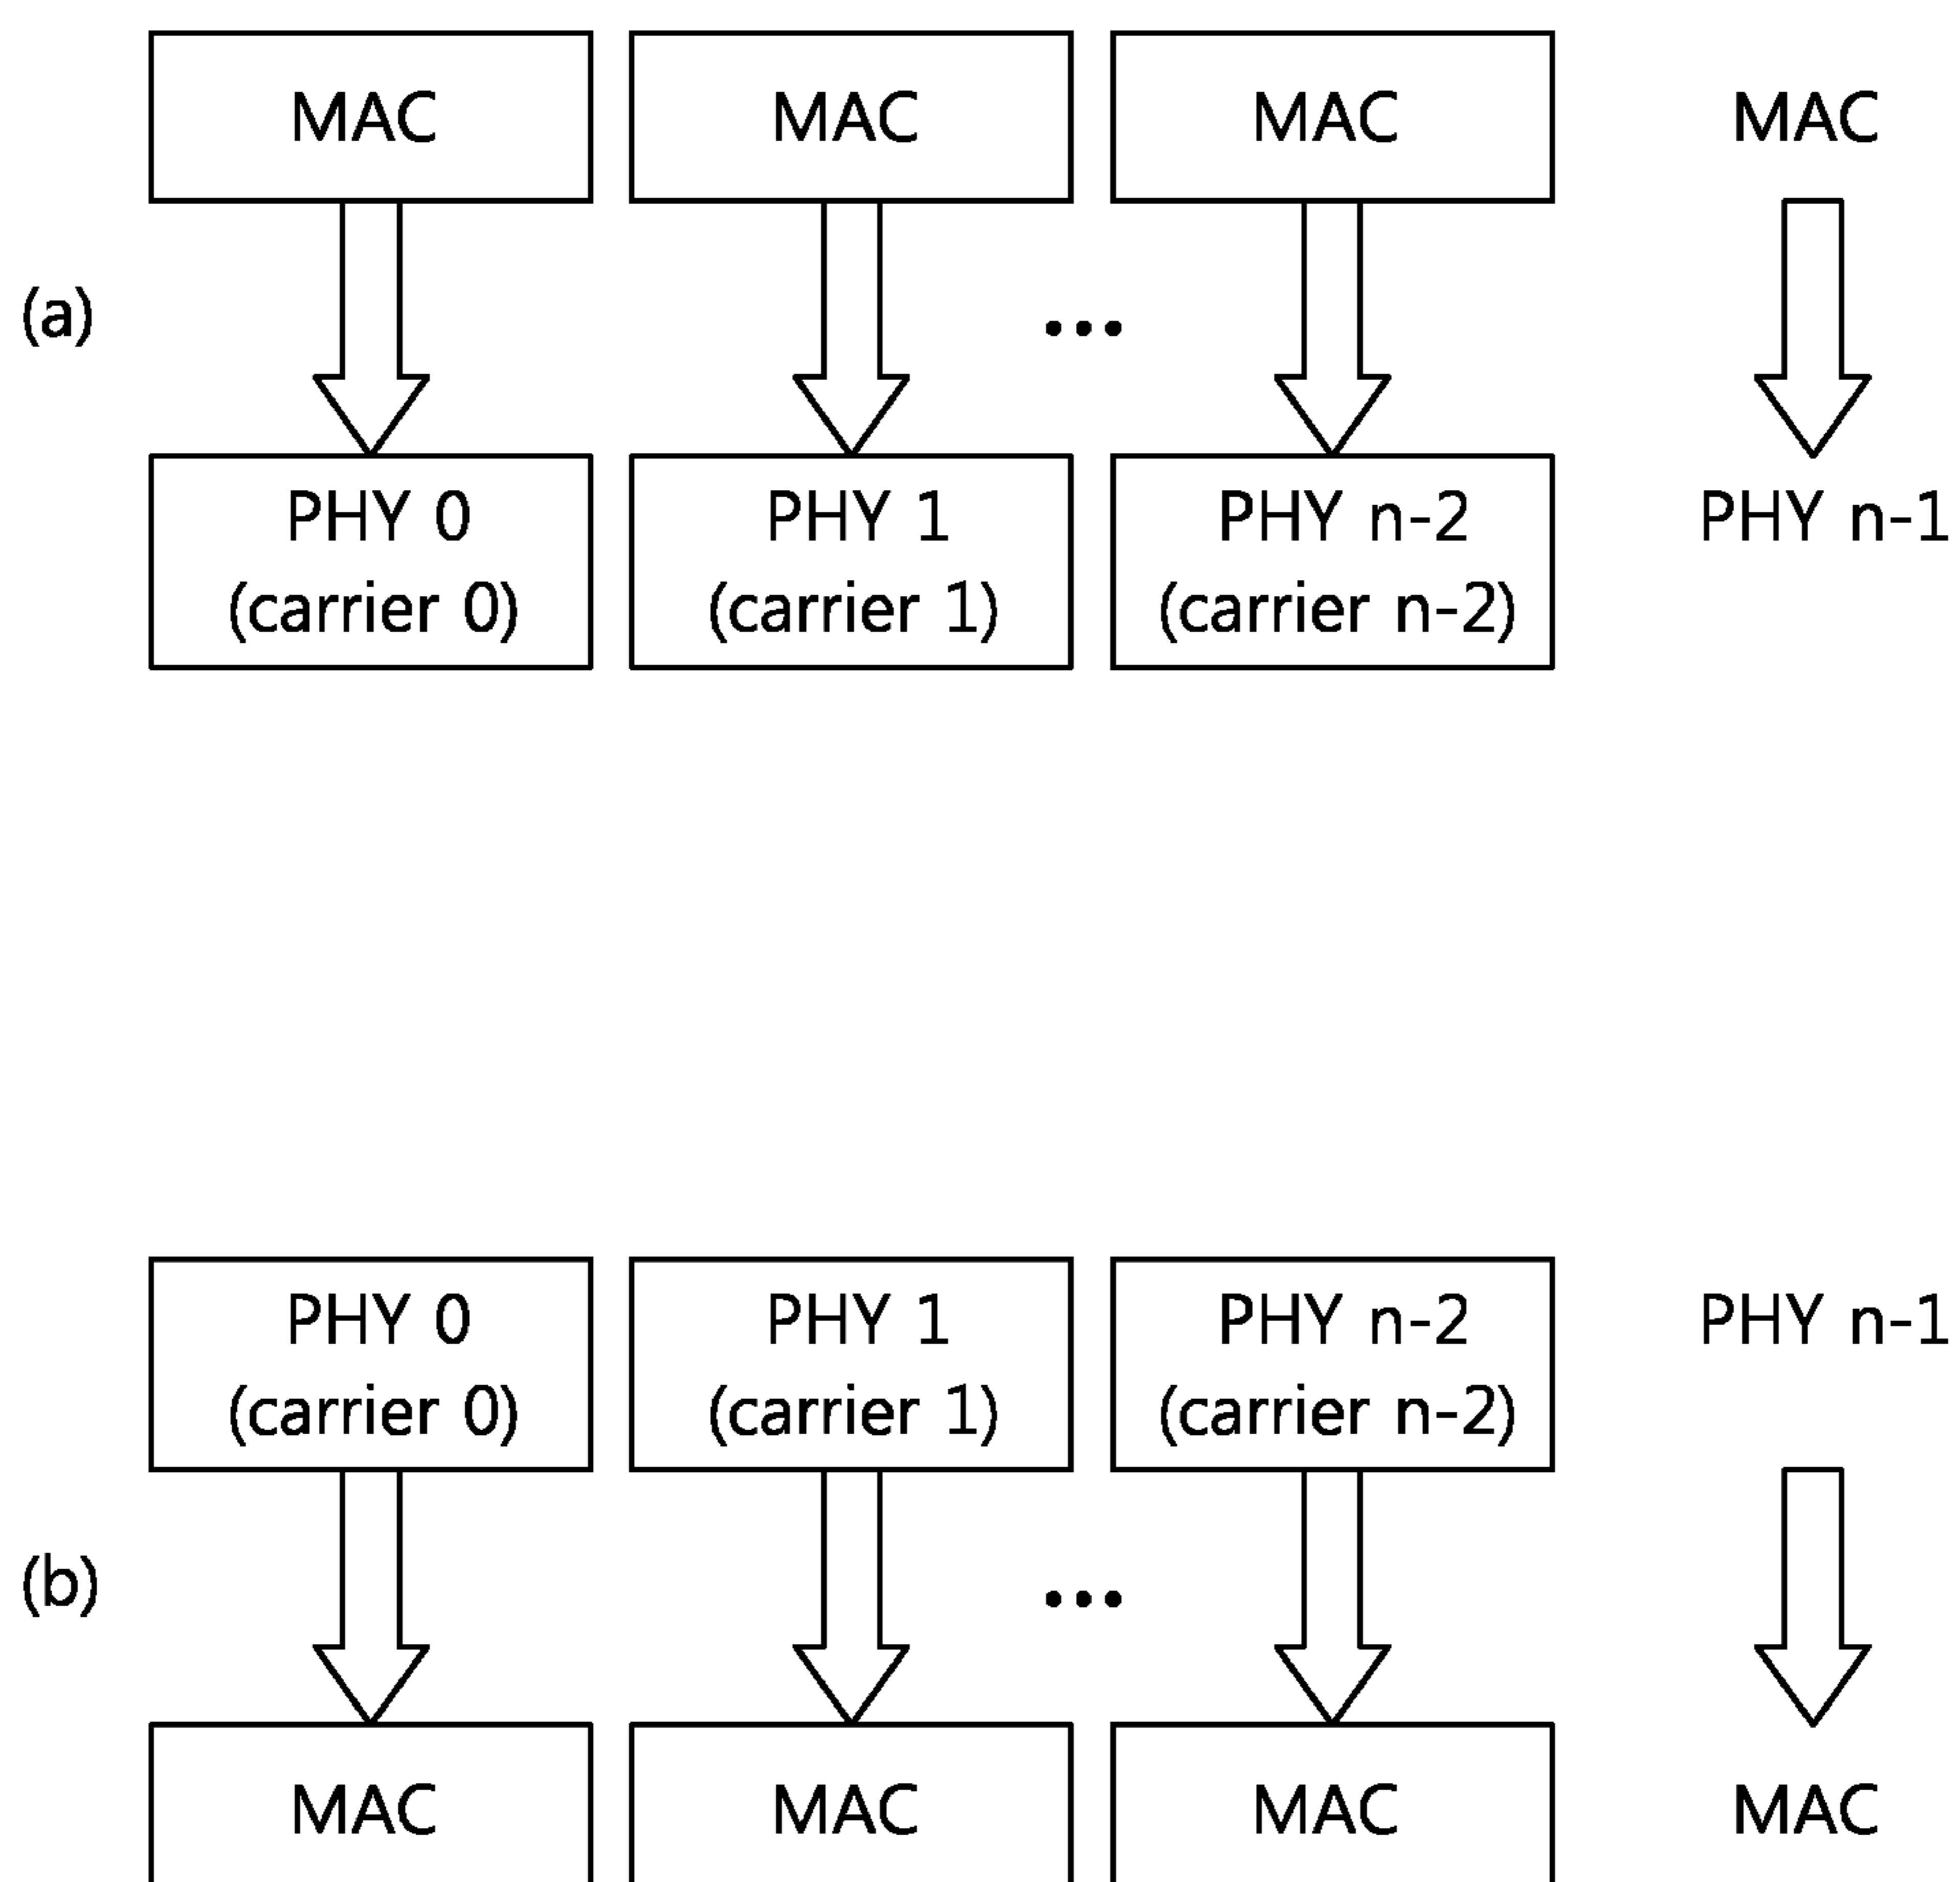 MAC MAC MAC MAC
(a)
...
PHY 0 PHY 1 PHY n-2 PHY n-1
(carrier 0) (carrier 1) (carrier n-2)
PHY 0 PHY 1 PHY n-2 PHY n-1
(carrier 0) (carrier 1) (carrier n-2)
(b)
...
MAC MAC MAC MAC